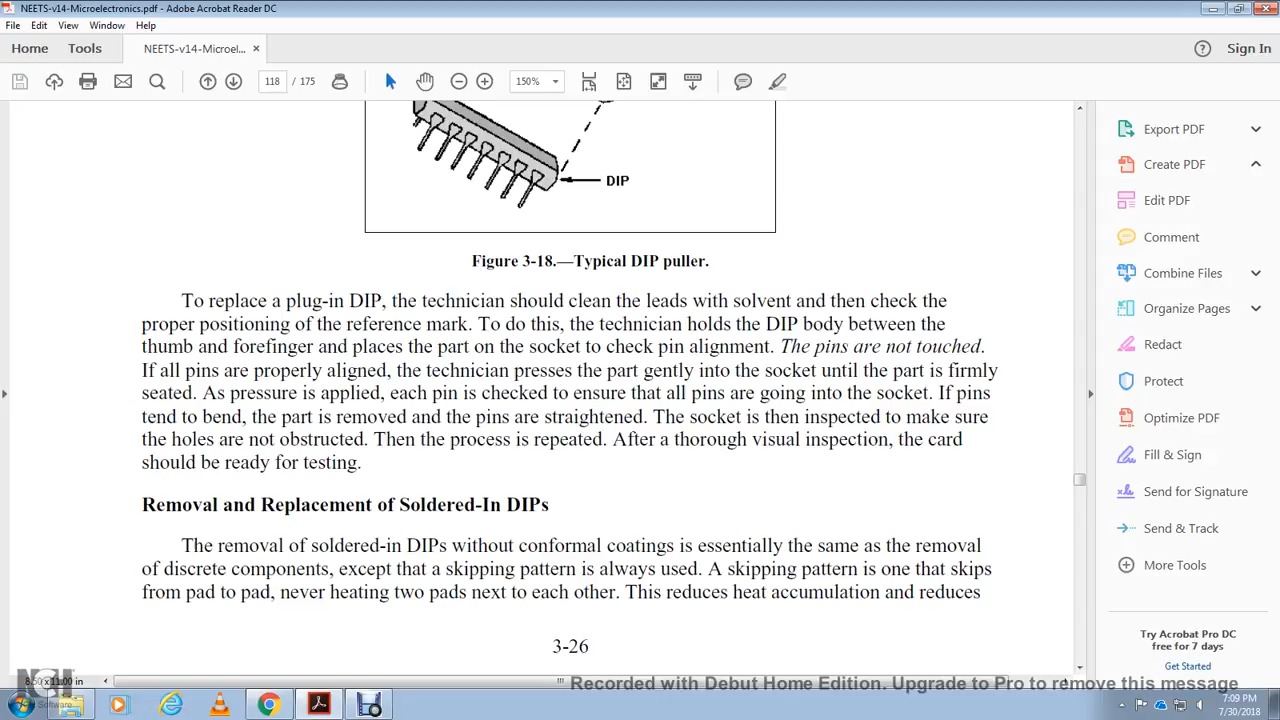 NEETS-v14-Microelectronics.pdf - Adobe Acrobat Reader DC
File Edit View Window Help
Home Tools NEETS-v14-Microel... × Sign In
118 / 175 150%
DIP
Figure 3-18.—Typical DIP puller.
To replace a plug-in DIP, the technician should clean the leads with solvent and then check the
proper positioning of the reference mark. To do this, the technician holds the DIP body between the
thumb and forefinger and places the part on the socket to check pin alignment. The pins are not touched.
If all pins are properly aligned, the technician presses the part gently into the socket until the part is firmly
seated. As pressure is applied, each pin is checked to ensure that all pins are going into the socket. If pins
tend to bend, the part is removed and the pins are straightened. The socket is then inspected to make sure
the holes are not obstructed. Then the process is repeated. After a thorough visual inspection, the card
should be ready for testing.
Removal and Replacement of Soldered-In DIPs
The removal of soldered-in DIPs without conformal coatings is essentially the same as the removal
of discrete components, except that a skipping pattern is always used. A skipping pattern is one that skips
from pad to pad, never heating two pads next to each other. This reduces heat accumulation and reduces
3-26
Export PDF
Create PDF
Edit PDF
Comment
Combine Files
Organize Pages
Redact
Protect
Optimize PDF
Fill & Sign
Send for Signature
Send & Track
More Tools
Try Acrobat Pro DC
free for 7 days
Get Started
8.50 x 11.00 in
NCH Software
Recorded with Debut Home Edition. Upgrade to Pro to remove this message
7:09 PM
7/30/2018